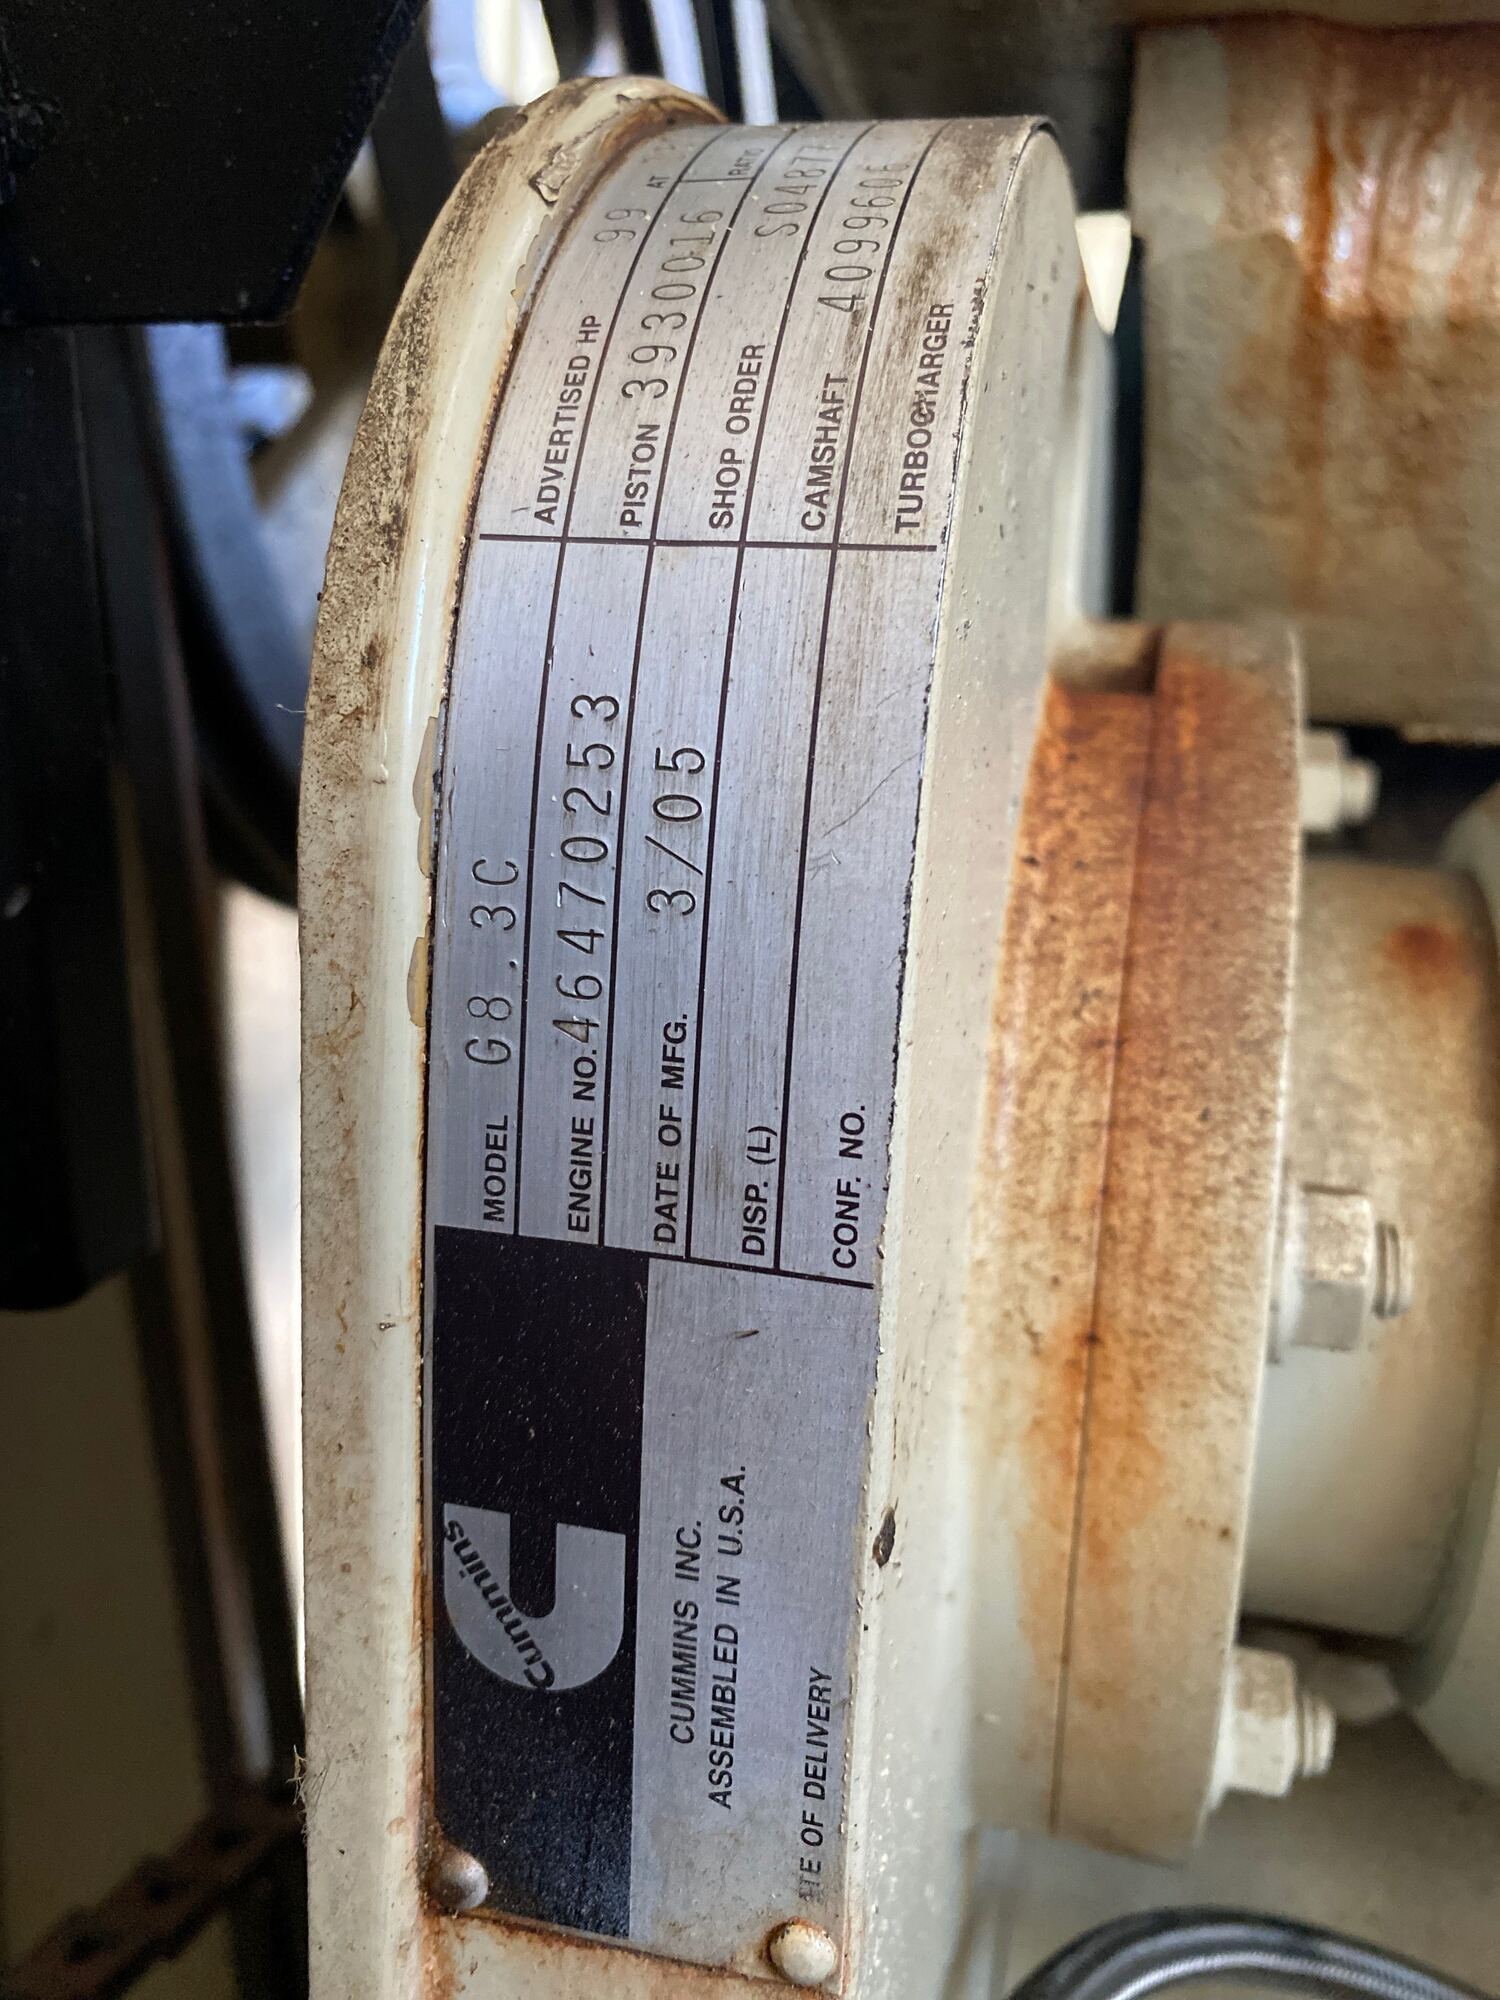 Cummins
CUMMINS INC.
ASSEMBLED IN U.S.A.
OF DELIVERY
MODEL G8.3C
ENGINE NO. 46470253
DATE OF MFG. 3/05
DISP. (L)
CONF. NO.
ADVERTISED HP 99 AT
PISTON 3930016 RATIO
SHOP ORDER
CAMSHAFT
TURBOCHARGER